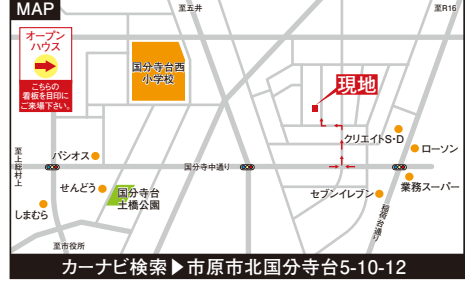 MAP
至五井
至R16
オープン
ハウス
こちらの
看板を目印に
ご来場下さい。
国分寺台西
小学校
現地
クリエイトS・D
ローソン
至上総村上
パシオス
国分寺中通り
せんどう
国分寺台
土橋公園
セブンイレブン
業務スーパー
しまむら
稲荷台通り
至市役所
カーナビ検索▶市原市北国分寺台5-10-12